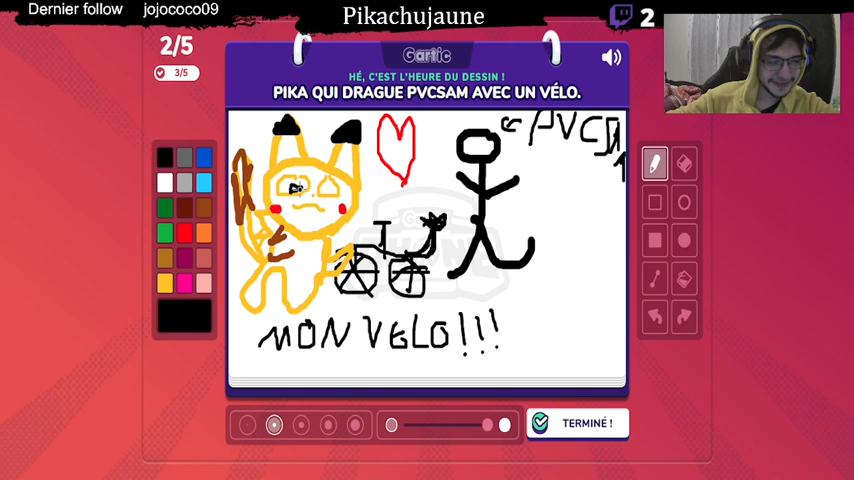 Dernier follow jojococo09
Pikachujaune
2
2/5
3/5
Gartic
HÉ, C'EST L'HEURE DU DESSIN !
PIKA QUI DRAGUE PVCSAM AVEC UN VÉLO.
MON VELO!!!
TERMINÉ !